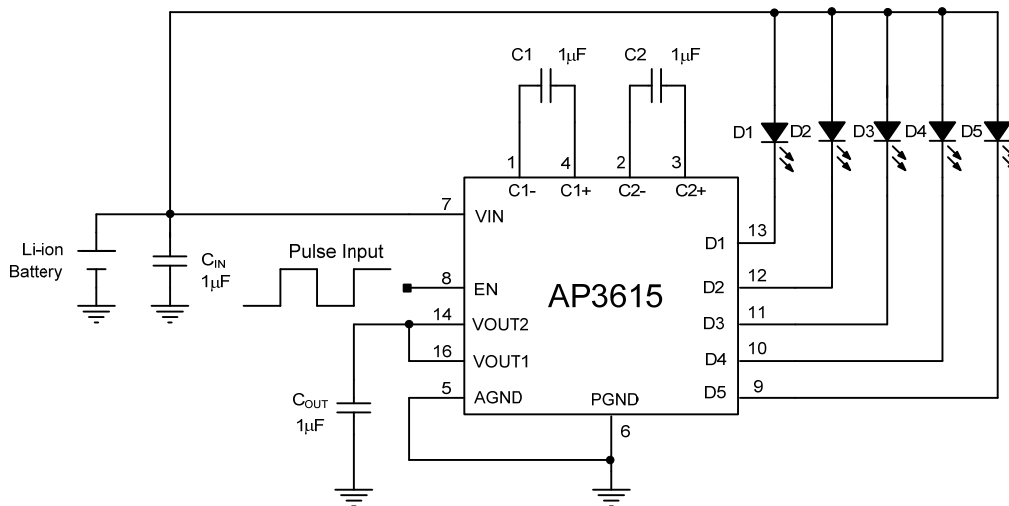 C1 1µF C2 1µF
D1 D2 D3 D4 D5
1 4 2 3
C1- C1+ C2- C2+
7 VIN
13 D1
Li-ion
Battery
C_IN
1µF
Pulse Input
8 EN
AP3615
12 D2
14 VOUT2
11 D3
16 VOUT1
10 D4
5 AGND
PGND
9 D5
C_OUT
1µF
6